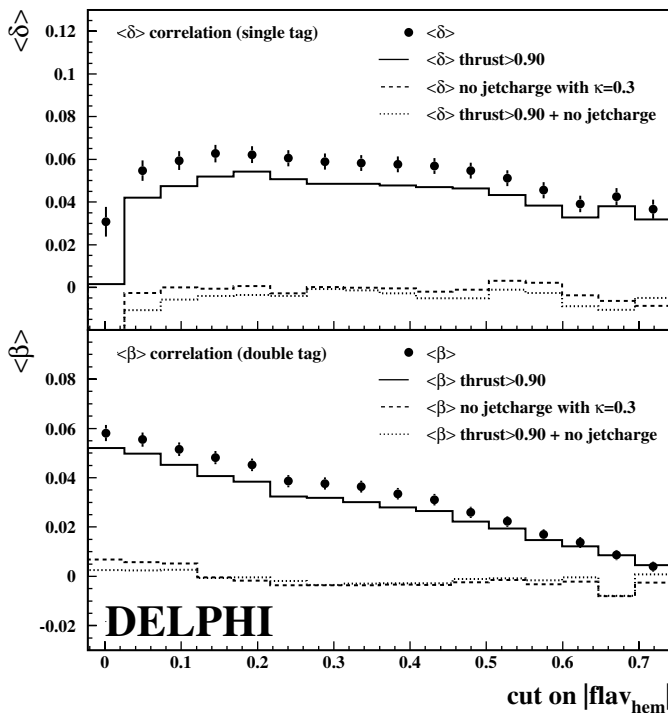 <δ>
<δ> correlation (single tag)
<δ>
<δ> thrust>0.90
<δ> no jetcharge with κ=0.3
<δ> thrust>0.90 + no jetcharge
0.12
0.1
0.08
0.06
0.04
0.02
0
<β>
<β> correlation (double tag)
<β>
<β> thrust>0.90
<β> no jetcharge with κ=0.3
<β> thrust>0.90 + no jetcharge
0.08
0.06
0.04
0.02
0
-0.02
DELPHI
0 0.1 0.2 0.3 0.4 0.5 0.6 0.7
cut on |flav_hem|